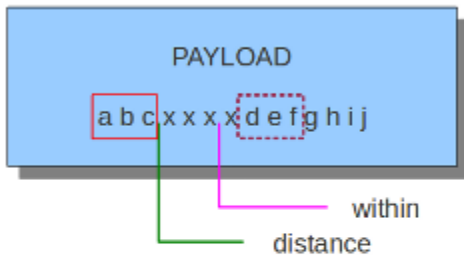 PAYLOAD
a b c x x x x d e f g h i j
within
distance